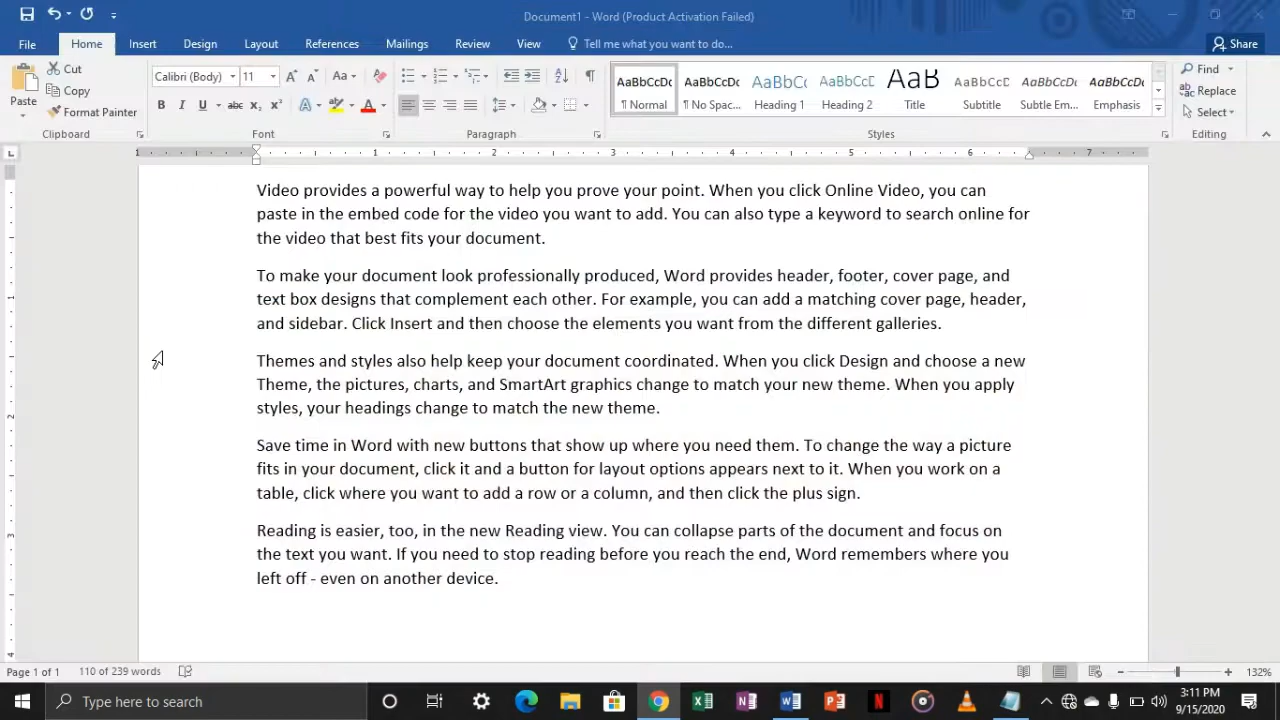 Document1 - Word (Product Activation Failed)
File Home Insert Design Layout References Mailings Review View Tell me what you want to do... Share
Paste
Cut
Copy
Format Painter
Clipboard
Calibri (Body) 11 Aa
B I U abc x₂ x² A A
Font
Paragraph
AaBbCcDc AaBbCcDc AaBbCc AaBbCcD AaB AaBbCcD AaBbCcDc AaBbCcDc
¶ Normal ¶ No Spac... Heading 1 Heading 2 Title Subtitle Subtle Em... Emphasis
Styles
Find
Replace
Select
Editing
1 1 2 3 4 5 6 7
Video provides a powerful way to help you prove your point. When you click Online Video, you can
paste in the embed code for the video you want to add. You can also type a keyword to search online for
the video that best fits your document.
To make your document look professionally produced, Word provides header, footer, cover page, and
text box designs that complement each other. For example, you can add a matching cover page, header,
and sidebar. Click Insert and then choose the elements you want from the different galleries.
Themes and styles also help keep your document coordinated. When you click Design and choose a new
Theme, the pictures, charts, and SmartArt graphics change to match your new theme. When you apply
styles, your headings change to match the new theme.
Save time in Word with new buttons that show up where you need them. To change the way a picture
fits in your document, click it and a button for layout options appears next to it. When you work on a
table, click where you want to add a row or a column, and then click the plus sign.
Reading is easier, too, in the new Reading view. You can collapse parts of the document and focus on
the text you want. If you need to stop reading before you reach the end, Word remembers where you
left off - even on another device.
Page 1 of 1 110 of 239 words 132%
Type here to search
3:11 PM
9/15/2020